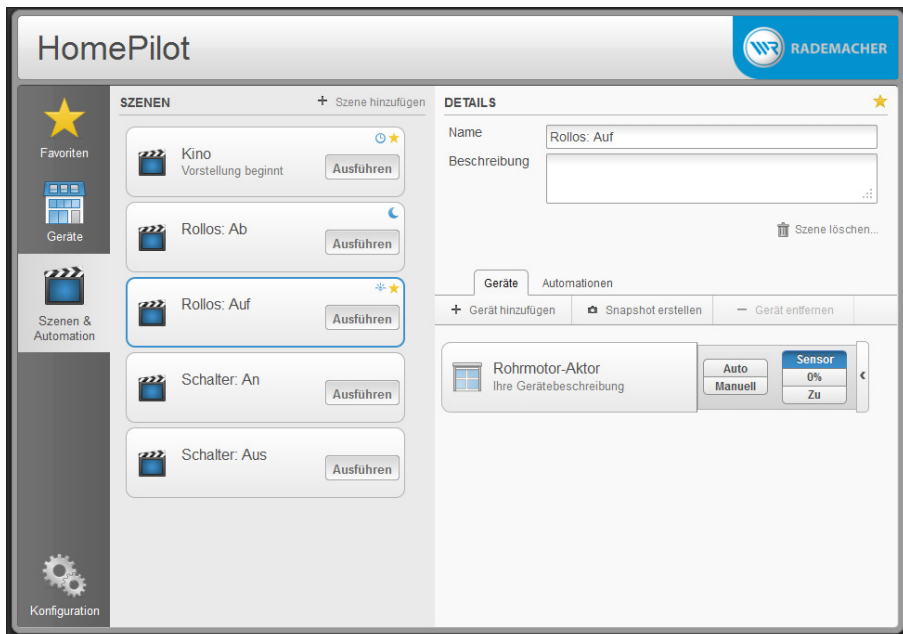 HomePilot
WR RADEMACHER
Favoriten
Geräte
Szenen &
Automation
Konfiguration
SZENEN
+ Szene hinzufügen
Kino
Vorstellung beginnt
Ausführen
Rollos: Ab
Ausführen
Rollos: Auf
Ausführen
Schalter: An
Ausführen
Schalter: Aus
Ausführen
DETAILS
Name
Rollos: Auf
Beschreibung
Szene löschen...
Geräte
Automationen
+ Gerät hinzufügen
Snapshot erstellen
− Gerät entfernen
Rohrmotor-Aktor
Ihre Gerätebeschreibung
Auto
Manuell
Sensor
0%
Zu